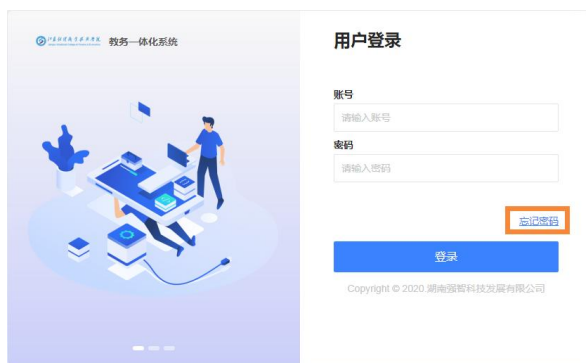 教务一体化系统
用户登录
账号
请输入账号
密码
请输入密码
忘记密码
登录
Copyright © 2020 湖南强智科技发展有限公司